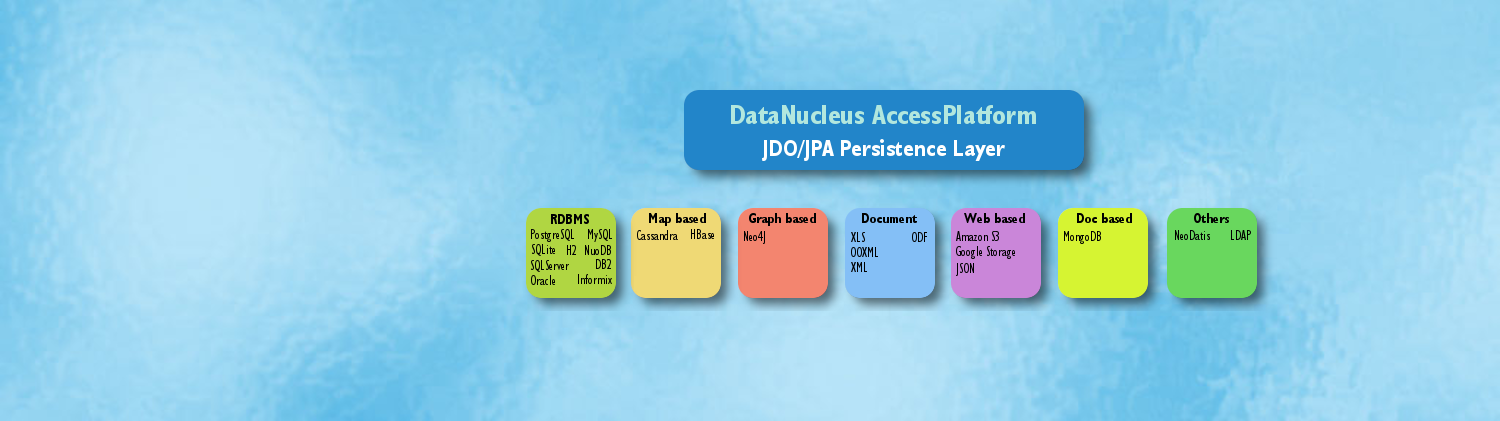 DataNucleus AccessPlatform
JDO/JPA Persistence Layer
RDBMS
PostgreSQL MySQL
SQLite H2 NuoDB
SQLServer DB2
Oracle Informix
Map based
Cassandra HBase
Graph based
Neo4J
Document
XLS ODF
OOXML
XML
Web based
Amazon S3
Google Storage
JSON
Doc based
MongoDB
Others
NeoDatis LDAP